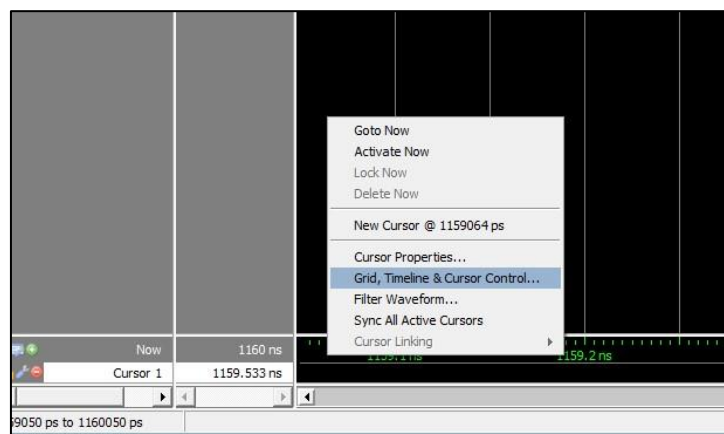 Goto Now
Activate Now
Lock Now
Delete Now
New Cursor @ 1159064 ps
Cursor Properties...
Grid, Timeline & Cursor Control...
Filter Waveform...
Sync All Active Cursors
Cursor Linking
Now 1160 ns
1159.2 ns
Cursor 1 1159.533 ns
9050 ps to 1160050 ps